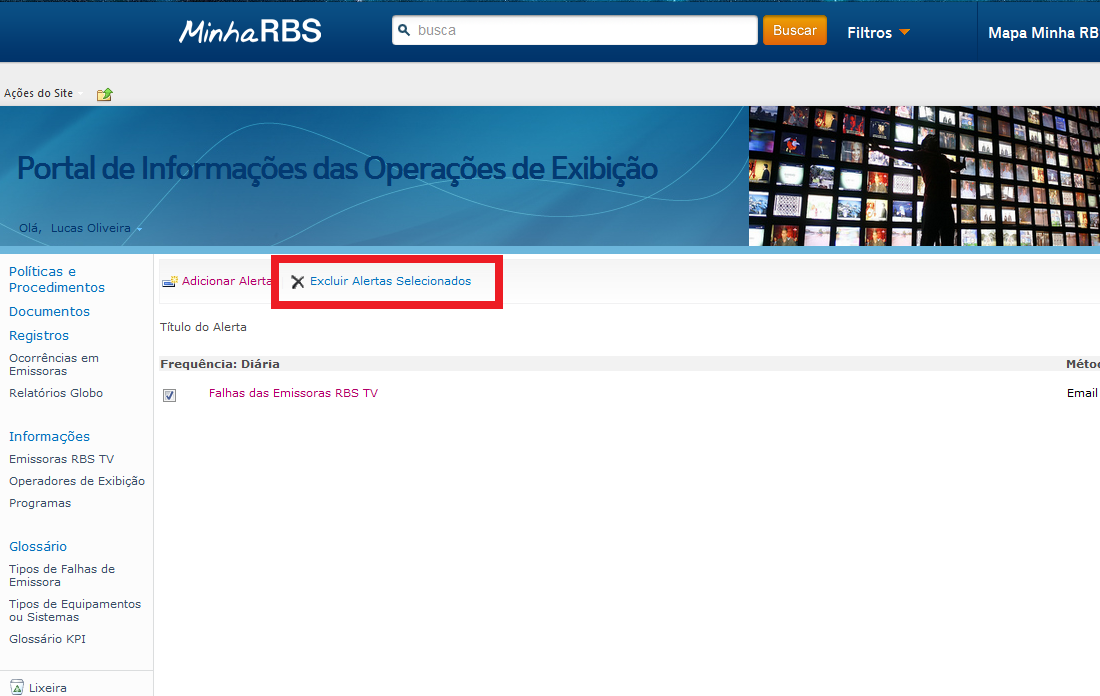 MinhaRBS
busca
Buscar
Filtros
Mapa Minha RB
Ações do Site
Portal de Informações das Operações de Exibição
Olá, Lucas Oliveira
Políticas e
Procedimentos
Documentos
Registros
Ocorrências em
Emissoras
Relatórios Globo
Informações
Emissoras RBS TV
Operadores de Exibição
Programas
Glossário
Tipos de Falhas de
Emissora
Tipos de Equipamentos
ou Sistemas
Glossário KPI
Lixeira
Adicionar Alerta
Excluir Alertas Selecionados
Título do Alerta
Frequência: Diária
Métod
Falhas das Emissoras RBS TV
Email